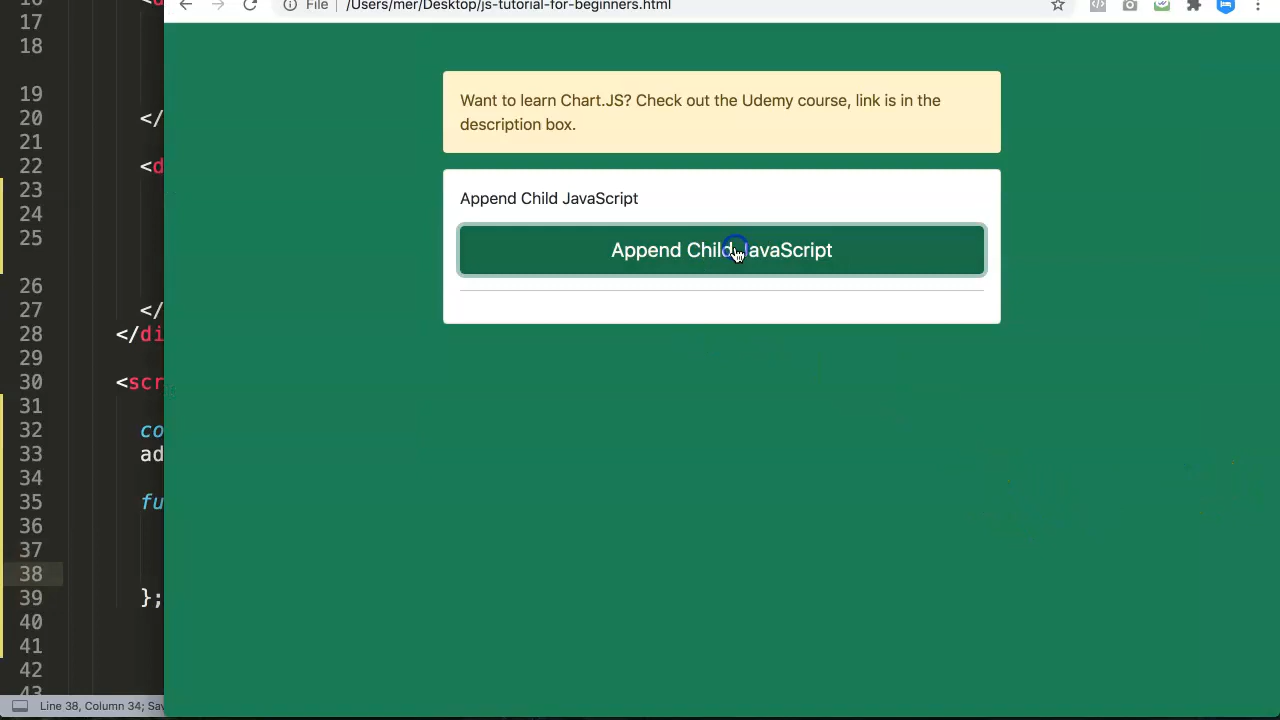 File /Users/mer/Desktop/js-tutorial-for-beginners.html
Want to learn Chart.JS? Check out the Udemy course, link is in the
description box.
Append Child JavaScript
Append Child JavaScript
17
18
19
20 </
21
22 <d
23
24
25
26
27 </
28 </di
29
30 <scr
31
32 co
33 ad
34
35 fu
36
37
38
39 };
40
41
42
43
Line 38, Column 34; Sav